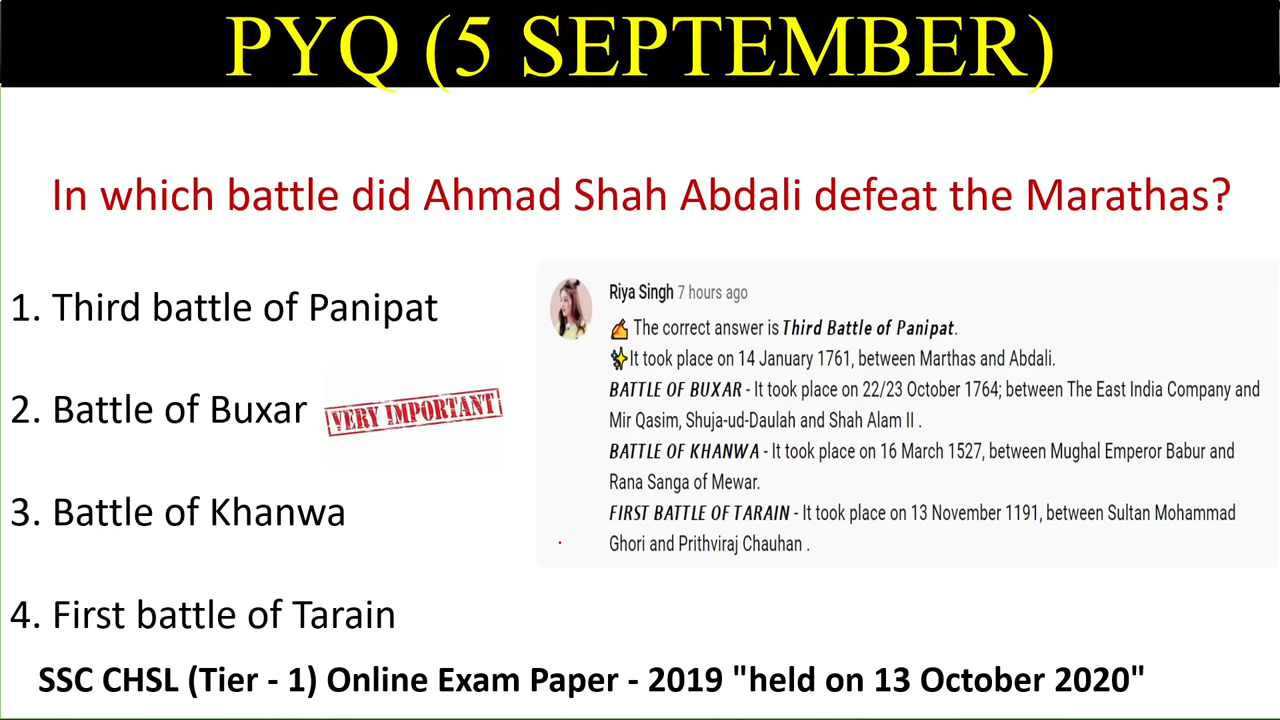 PYQ (5 SEPTEMBER)
In which battle did Ahmad Shah Abdali defeat the Marathas?
1. Third battle of Panipat
2. Battle of Buxar
VERY IMPORTANT
3. Battle of Khanwa
4. First battle of Tarain
Riya Singh 7 hours ago
✍️ The correct answer is Third Battle of Panipat.
✨It took place on 14 January 1761, between Marthas and Abdali.
BATTLE OF BUXAR - It took place on 22/23 October 1764; between The East India Company and
Mir Qasim, Shuja-ud-Daulah and Shah Alam II .
BATTLE OF KHANWA - It took place on 16 March 1527, between Mughal Emperor Babur and
Rana Sanga of Mewar.
FIRST BATTLE OF TARAIN - It took place on 13 November 1191, between Sultan Mohammad
Ghori and Prithviraj Chauhan .
SSC CHSL (Tier - 1) Online Exam Paper - 2019 "held on 13 October 2020"